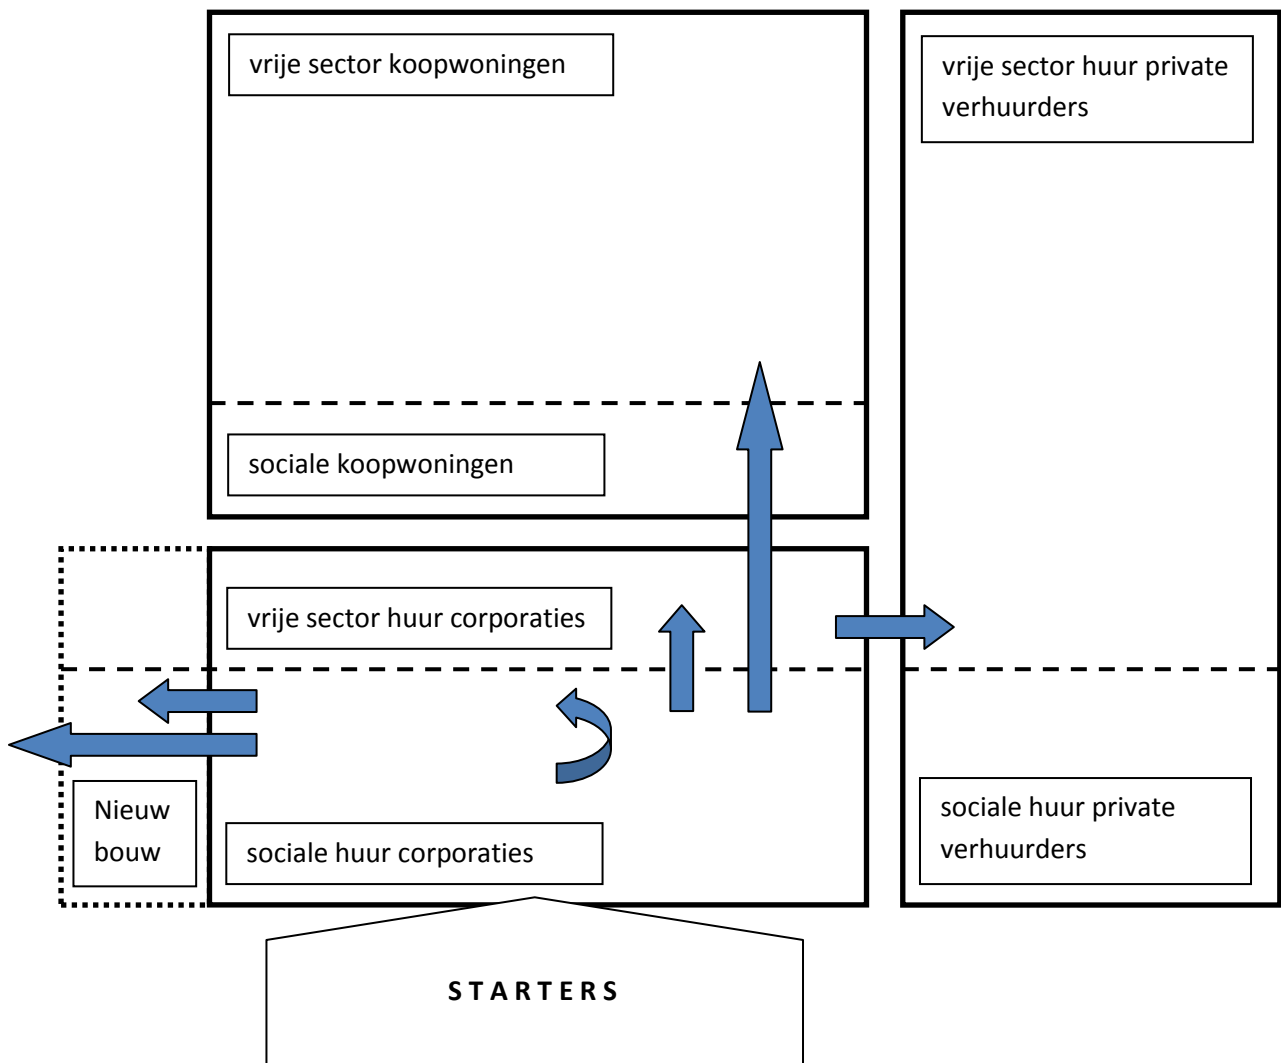 vrije sector koopwoningen
vrije sector huur private
verhuurders
sociale koopwoningen
vrije sector huur corporaties
Nieuw
bouw
sociale huur corporaties
sociale huur private
verhuurders
STARTERS